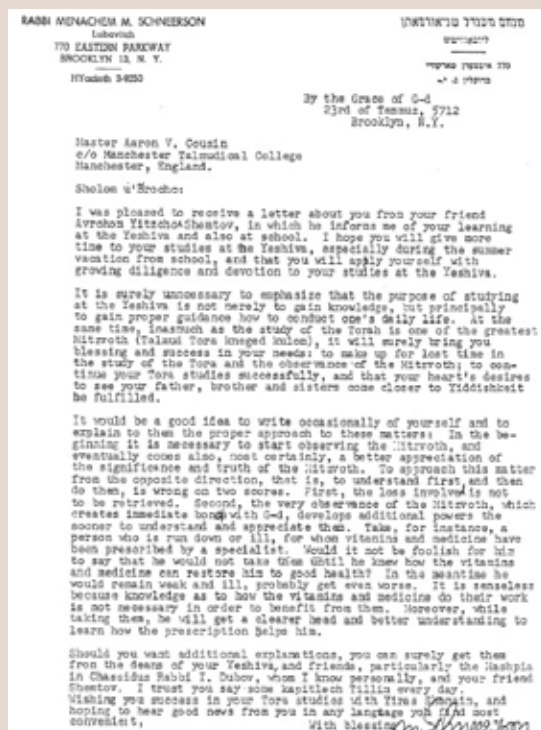 RABBI MENACHEM M. SCHNEERSON
Lubavitch
770 EASTERN PARKWAY
BROOKLYN 13, N. Y.
HYacinth 3-9250
מנחם מענדל שניאורסאהן
ליובאוויטש
By the Grace of G-d
23rd of Tammuz, 5712
Brooklyn, N.Y.
Master Aaron V. Cousin
c/o Manchester Talmudical College
Manchester, England.
Sholom u'Brocho:
I was pleased to receive a letter about you from your friend
Avrohom Yitzchok Shemtov, in which he informs me of your learning
at the Yeshiva and also at school. I hope you will give more
time to your studies at the Yeshiva, especially during the summer
vacation from school, and that you will apply yourself with
growing diligence and devotion to your studies at the Yeshiva.
It is surely unnecessary to emphasize that the purpose of studying
at the Yeshiva is not merely to gain knowledge, but principally
to gain proper guidance how to conduct one's daily life. At the
same time, inasmuch as the study of the Torah is one of the greatest
Mitzvoth (Talmud Tora kneged kulom), it will surely bring you
blessing and success in your needs: to make up for lost time in
the study of the Tora and the observance of the Mitzvoth; to con-
tinue your Tora studies successfully, and that your heart's desires
to see your father, brother and sisters come closer to Yiddishkeit
be fulfilled.
It would be a good idea to write occasionally of yourself and to
explain to them the proper approach to these matters: In the be-
ginning it is necessary to start observing the Mitzvoth, and
eventually comes also, most certainly, a better appreciation of
the significance and truth of the Mitzvoth. To approach this matter
from the opposite direction, that is, to understand first and then
do them, is wrong on two scores. First, the loss involved is not
to be retrieved. Second, the very observance of the Mitzvoth, which
creates immediate bond with G-d, develops additional powers the
sooner to understand and appreciate them. Take, for instance, a
person who is run down or ill, for whom vitamins and medicine have
been prescribed by a specialist. Would it not be foolish for him
to say that he would not take them until he knew how the vitamins
and medicine can restore him to good health? In the meantime he
would remain weak and ill, probably get even worse. It is senseless
because knowledge as to how the vitamins and medicine do their work
is not necessary in order to benefit from them. Moreover, while
taking them, he will get a clearer head and better understanding to
learn how the prescription helps him.
Should you want additional explanations, you can surely get them
from the deans of your Yeshiva, and friends, particularly the Mashpia
in Chassidus Rabbi I. Dubov, whom I know personally, and your friend
Shemtov. I trust you say some kapitlech Tillim every day.
Wishing you success in your Tora studies with Yiras Shomaim, and
hoping to hear good news from you in any language you find most
convenient,
With blessing